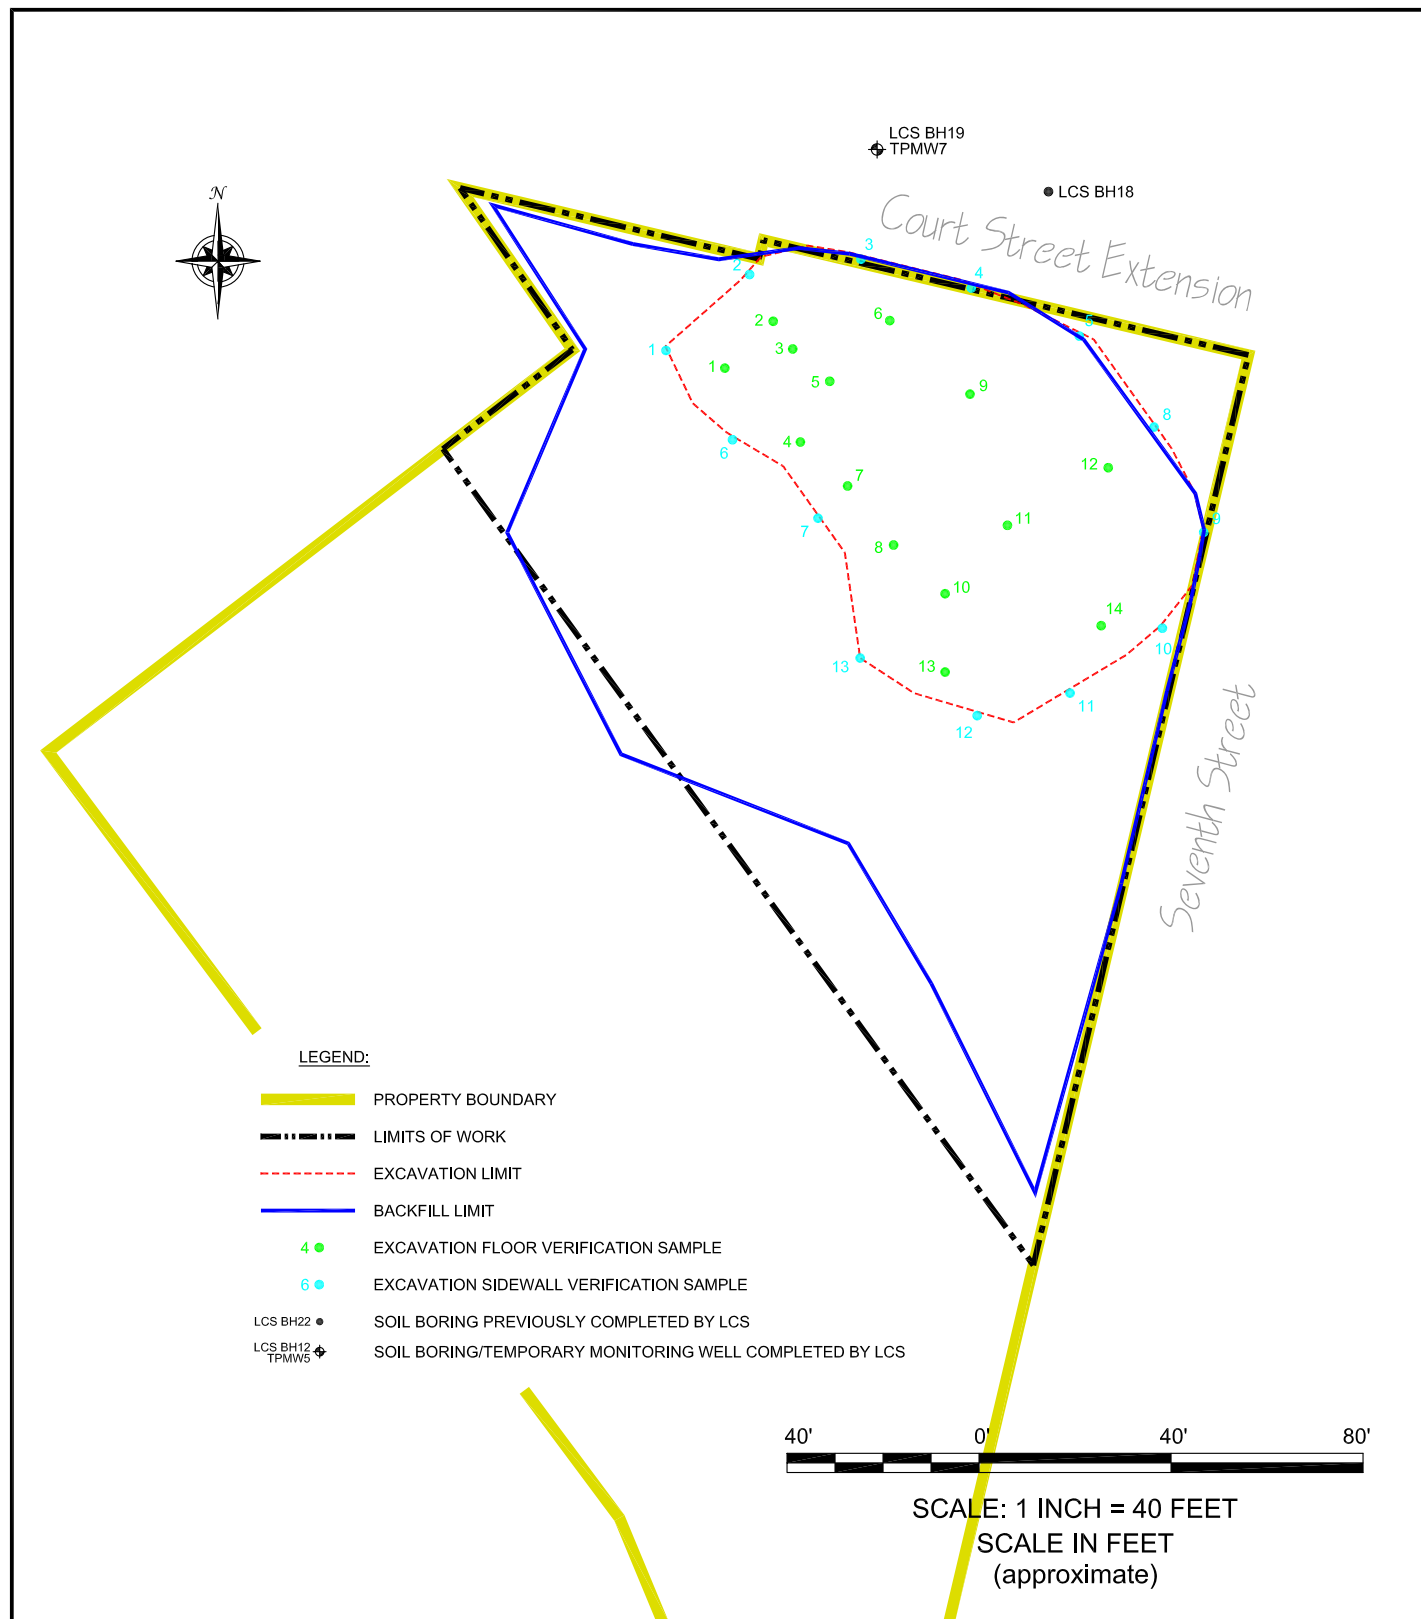 LCS BH19
TPMW7
LCS BH18
N
Court Street Extension
3
2
4
2
6
5
1
3
1
5
9
8
6
4
12
7
7
11
9
8
10
14
10
13
13
11
12
Seventh Street
LEGEND:
PROPERTY BOUNDARY
LIMITS OF WORK
EXCAVATION LIMIT
BACKFILL LIMIT
4 EXCAVATION FLOOR VERIFICATION SAMPLE
6 EXCAVATION SIDEWALL VERIFICATION SAMPLE
LCS BH22 SOIL BORING PREVIOUSLY COMPLETED BY LCS
LCS BH12
TPMW5 SOIL BORING/TEMPORARY MONITORING WELL COMPLETED BY LCS
40' 0' 40' 80'
SCALE: 1 INCH = 40 FEET
SCALE IN FEET
(approximate)